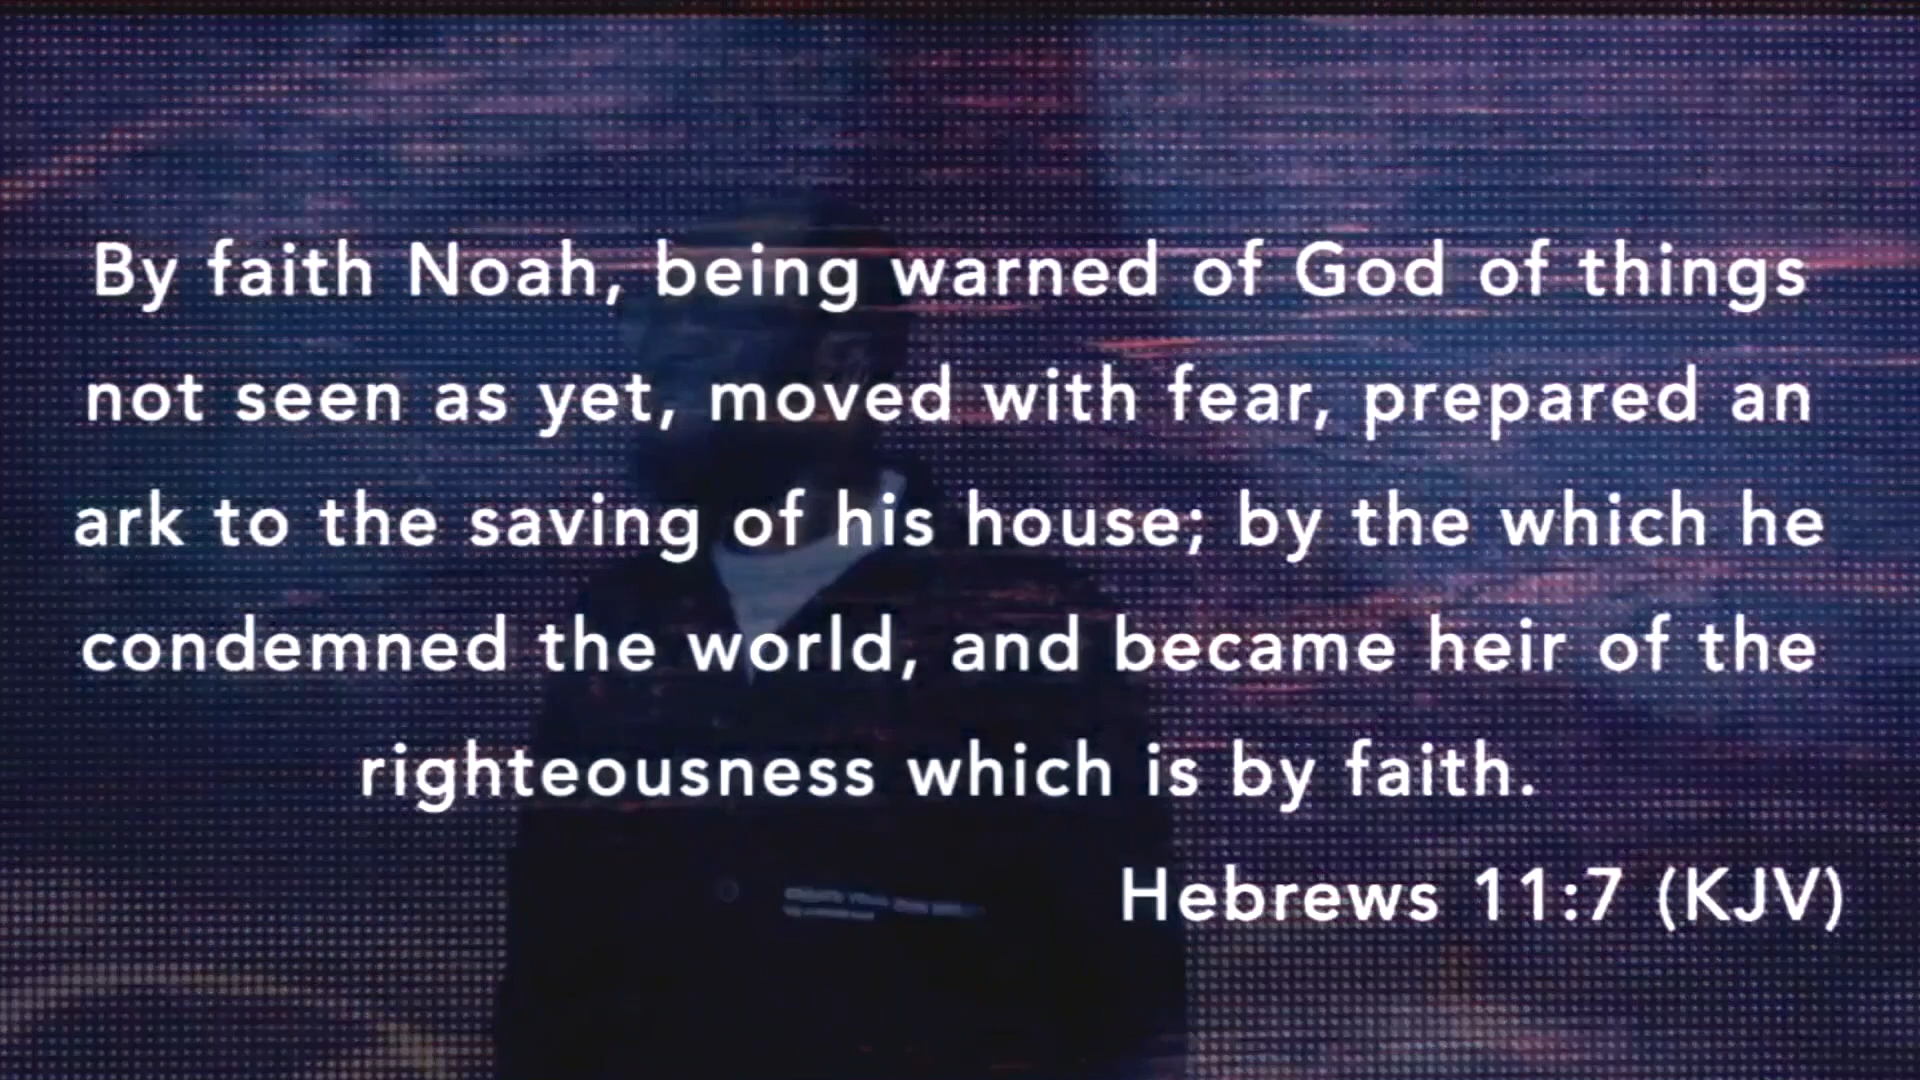 By faith Noah, being warned of God of things
not seen as yet, moved with fear, prepared an
ark to the saving of his house; by the which he
condemned the world, and became heir of the
righteousness which is by faith.
Hebrews 11:7 (KJV)